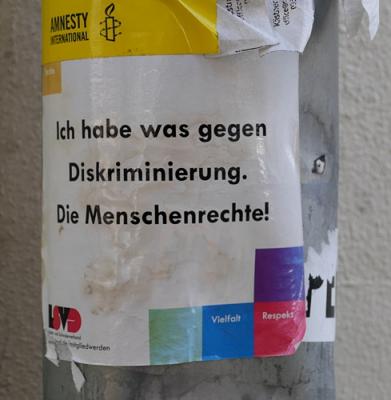 AMNESTY
INTERNATIONAL
Ich habe was gegen
Diskriminierung.
Die Menschenrechte!
LSVD
Vielfalt
Respekt